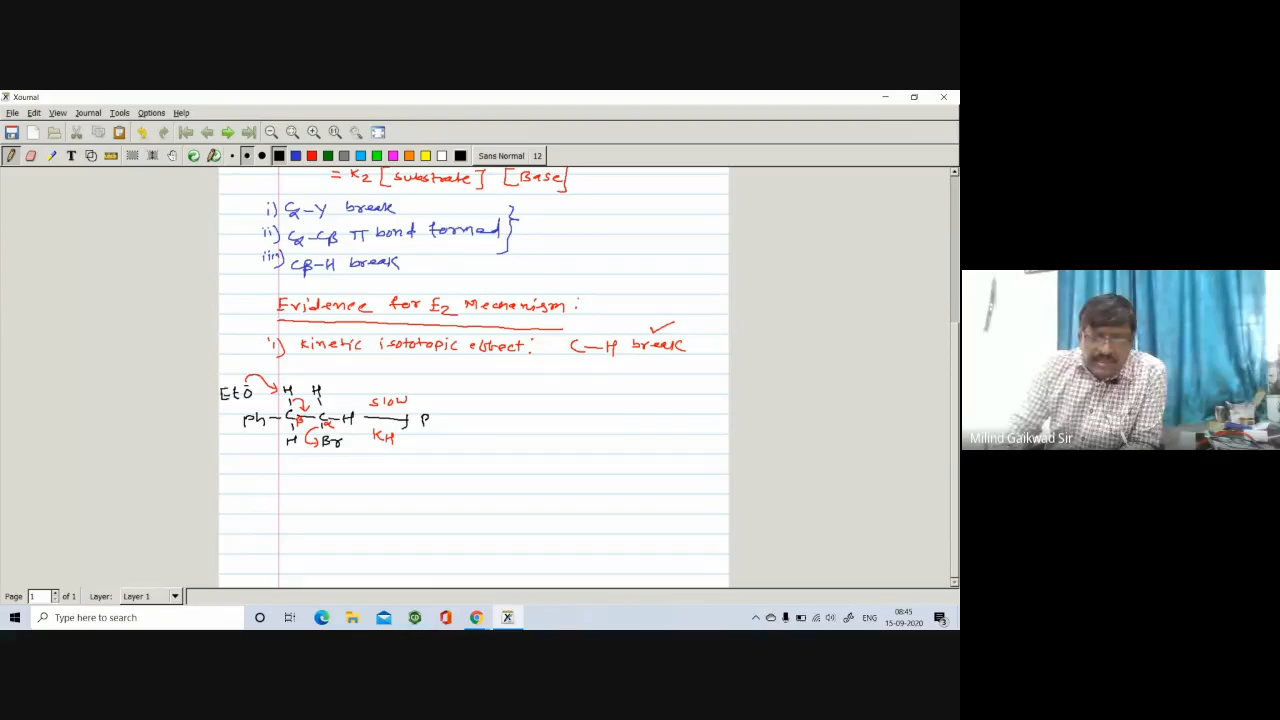 Xournal
File Edit View Journal Tools Options Help
Sans Normal 12
= K2 [substrate] [Base]
i) Cα-Y break
ii) Cα-Cβ π bond formed
iii) Cβ-H break
Evidence for E2 Mechanism:
i) Kinetic isototopic effect: C-H break
EtO H H
Ph-C β C α-H slow P
H Br KH
Page 1 of 1 Layer: Layer 1
Milind Gaikwad Sir
Type here to search
ENG
08:45
15-09-2020
3